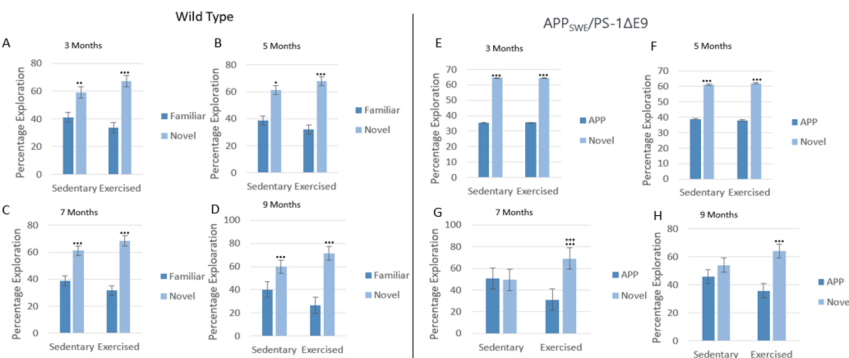 Wild Type
APPSWE/PS-1ΔE9
A
3 Months
Percentage Exploration
80
60
40
20
0
Sedentary Exercised
Familiar
Novel
B
5 Months
Percentage Exploration
80
60
40
20
0
Sedentary Exercised
Familiar
Novel
C
7 Months
Percentage Exploration
80
60
40
20
0
Sedentary Exercised
Familiar
Novel
D
9 Months
Percentage Exploration
100
80
60
40
20
0
Sedentary Exercised
Familiar
Novel
E
3 Months
Percentage Exploration
70
60
50
40
30
20
10
0
Sedentary Exercised
APP
Novel
F
5 Months
Percentage Exploration
70
60
50
40
30
20
10
0
Sedentary Exercised
APP
Novel
G
7 Months
Percentage Exploration
100
80
60
40
20
0
Sedentary Exercised
APP
Novel
H
9 Months
Percentage Exploration
80
60
40
20
0
Sedentary Exercised
APP
Nove